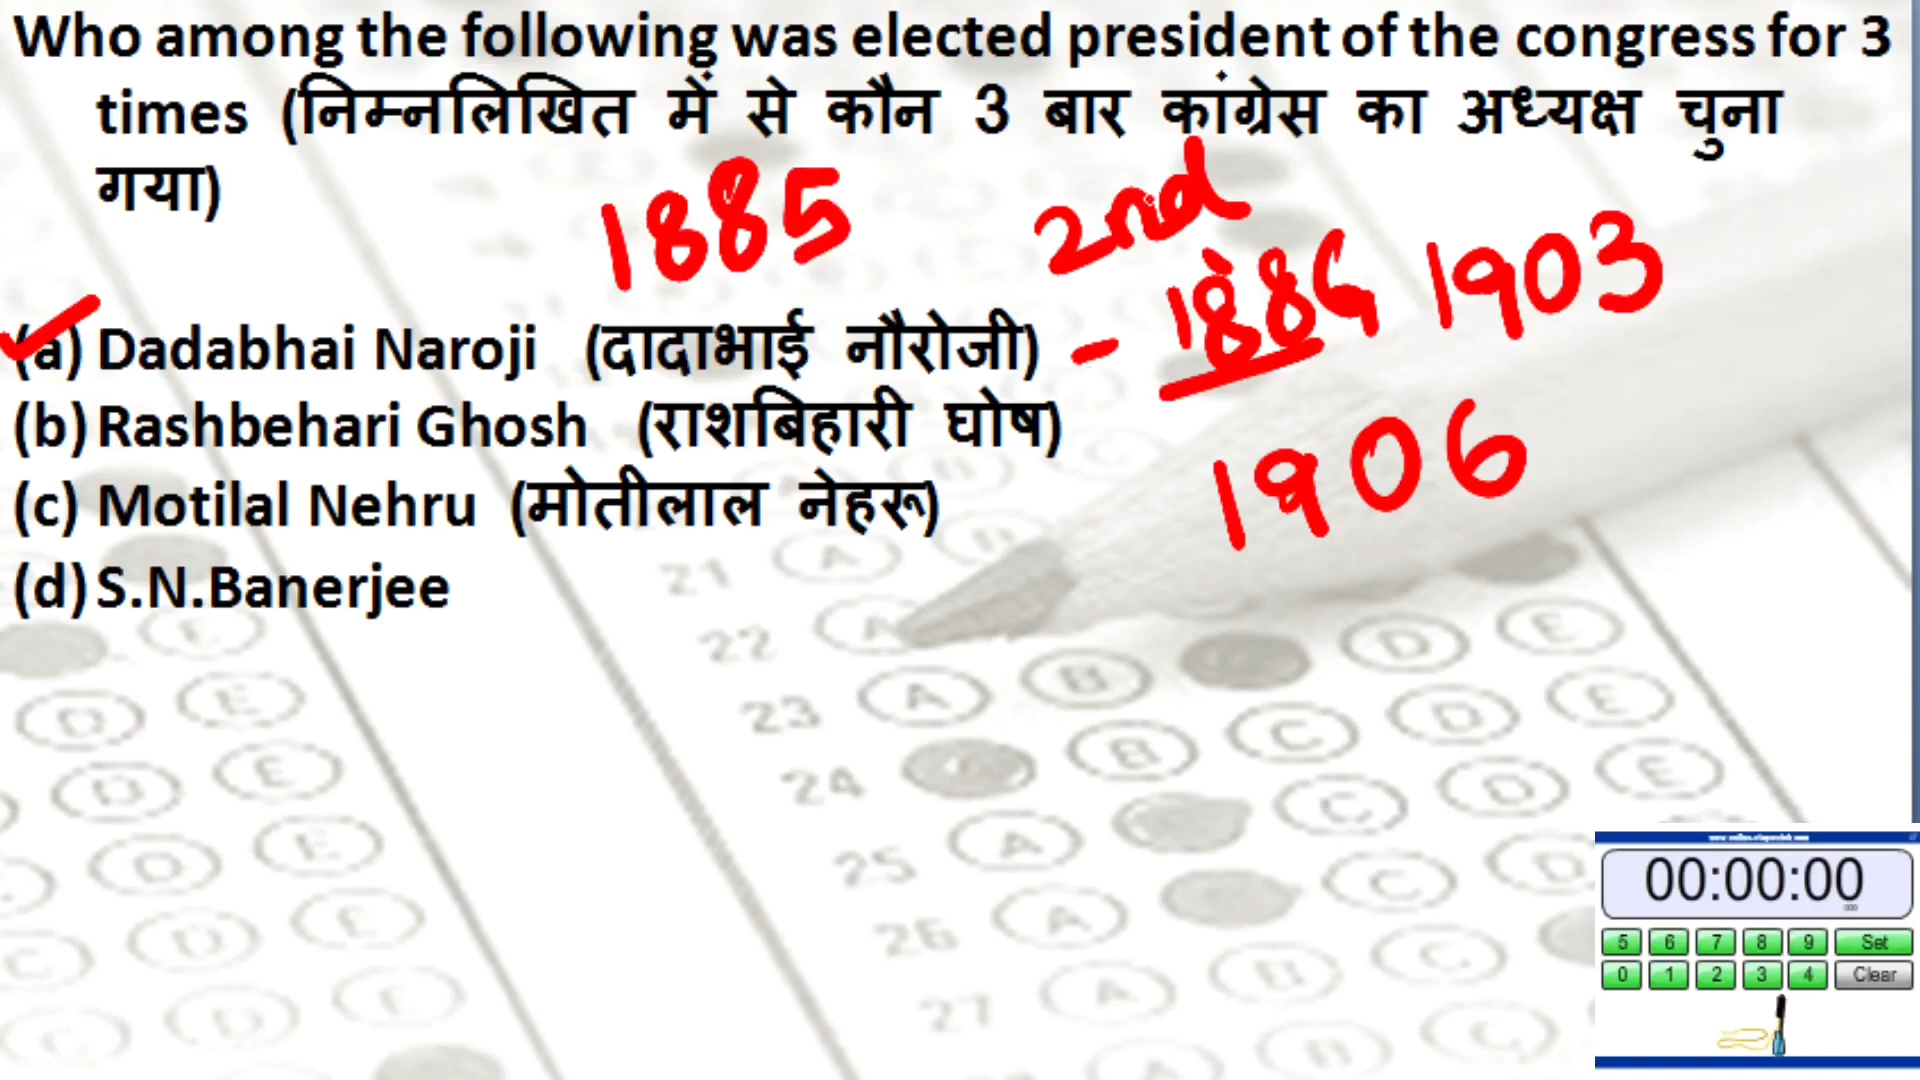 Who among the following was elected president of the congress for 3
times (निम्नलिखित में से कौन 3 बार कांग्रेस का अध्यक्ष चुना
गया)
1885
2nd
- 1886 1903
(a) Dadabhai Naroji (दादाभाई नौरोजी)
1906
(b) Rashbehari Ghosh (राशबिहारी घोष)
(c) Motilal Nehru (मोतीलाल नेहरू)
(d) S.N.Banerjee
21 A B
22 A
D E
23 A B D E
D E
24 B C D E
D E
25 A C D
D E
26 A C
C D E
27 A B C
C D E
A B C
00:00:00
5 6 7 8 9 Set
0 1 2 3 4 Clear